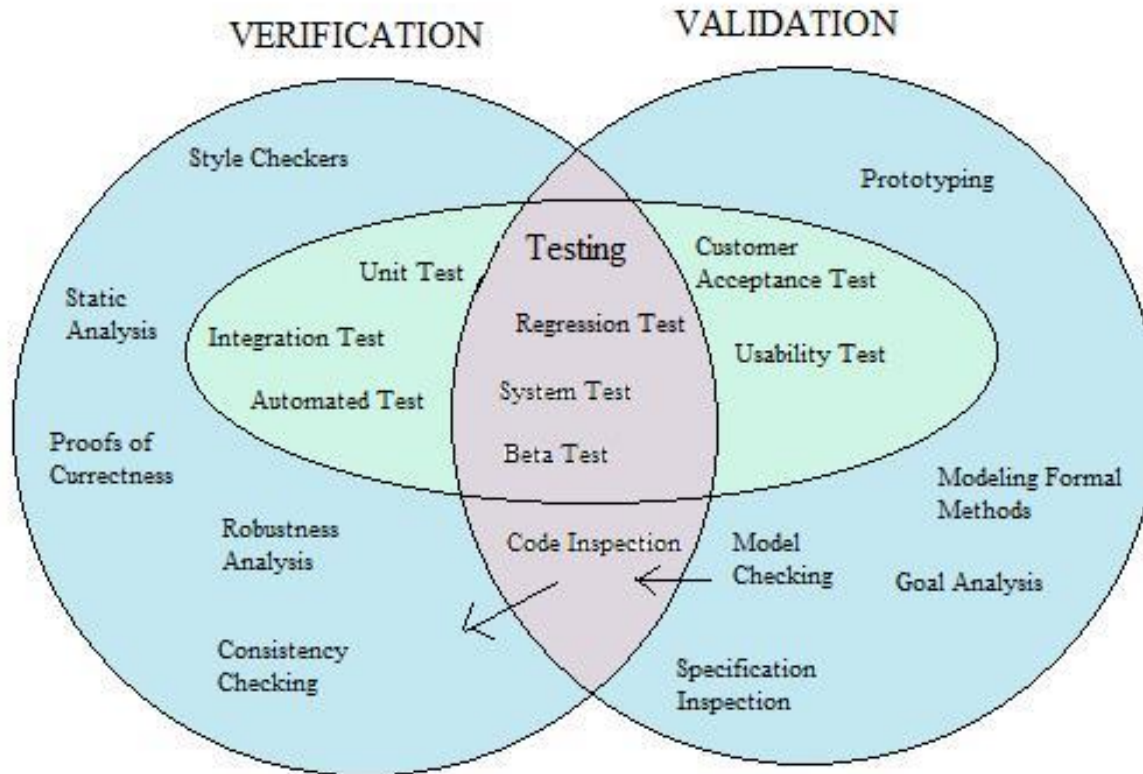 VERIFICATION
VALIDATION
Style Checkers
Prototyping
Testing
Customer
Acceptance Test
Unit Test
Static
Analysis
Regression Test
Integration Test
Usability Test
System Test
Automated Test
Proofs of
Currectness
Beta Test
Modeling Formal
Methods
Robustness
Analysis
Code Inspection
Model
Checking
Goal Analysis
Consistency
Checking
Specification
Inspection